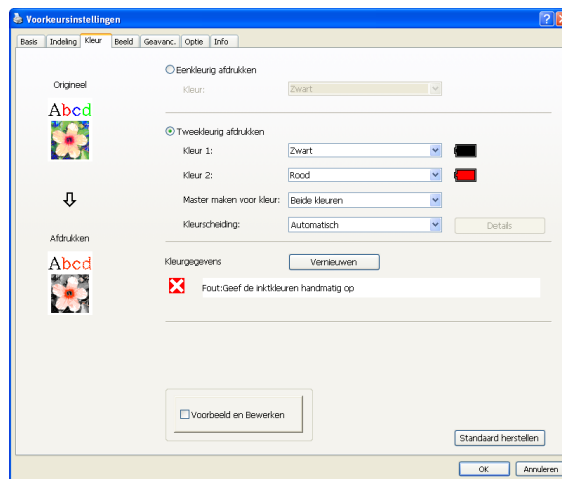 Voorkeursinstellingen
Basis Indeling Kleur Beeld Geavanc. Optie Info
Origineel
Abcd
Afdrukken
Abcd
Eenkleurig afdrukken
Kleur: Zwart
Tweekleurig afdrukken
Kleur 1: Zwart
Kleur 2: Rood
Master maken voor kleur: Beide kleuren
Kleurscheiding: Automatisch Details
Kleurgegevens Vernieuwen
Fout:Geef de inktkleuren handmatig op
Voorbeeld en Bewerken
Standaard herstellen
OK Annuleren